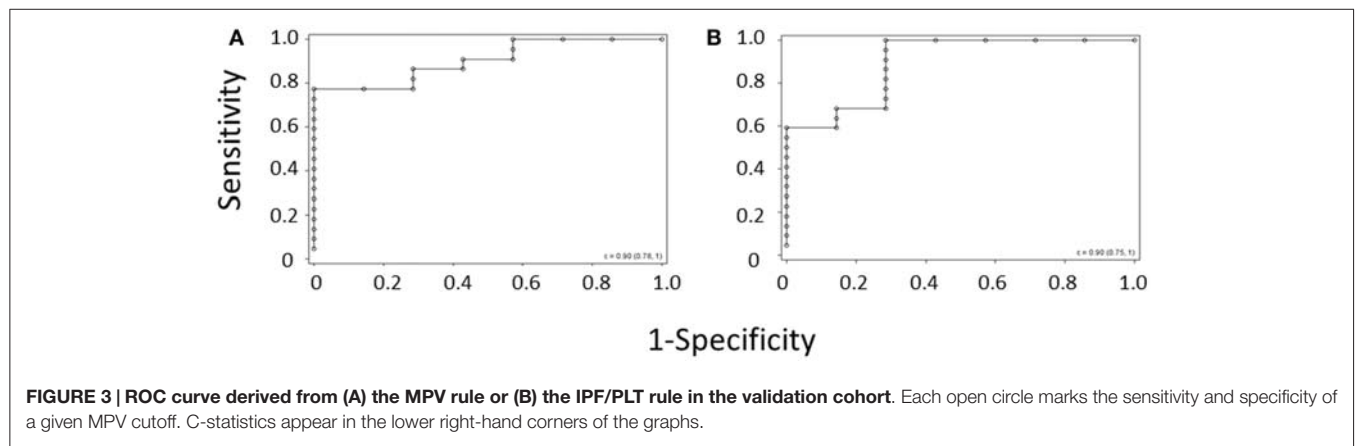 A
B
Sensitivity
1.0
0.8
0.6
0.4
0.2
0
1.0
0.8
0.6
0.4
0.2
0
c = 0.90 (0.78, 1)
c = 0.90 (0.75, 1)
0 0.2 0.4 0.6 0.8 1.0
0 0.2 0.4 0.6 0.8 1.0
1-Specificity
FIGURE 3 | ROC curve derived from (A) the MPV rule or (B) the IPF/PLT rule in the validation cohort. Each open circle marks the sensitivity and specificity of
a given MPV cutoff. C-statistics appear in the lower right-hand corners of the graphs.